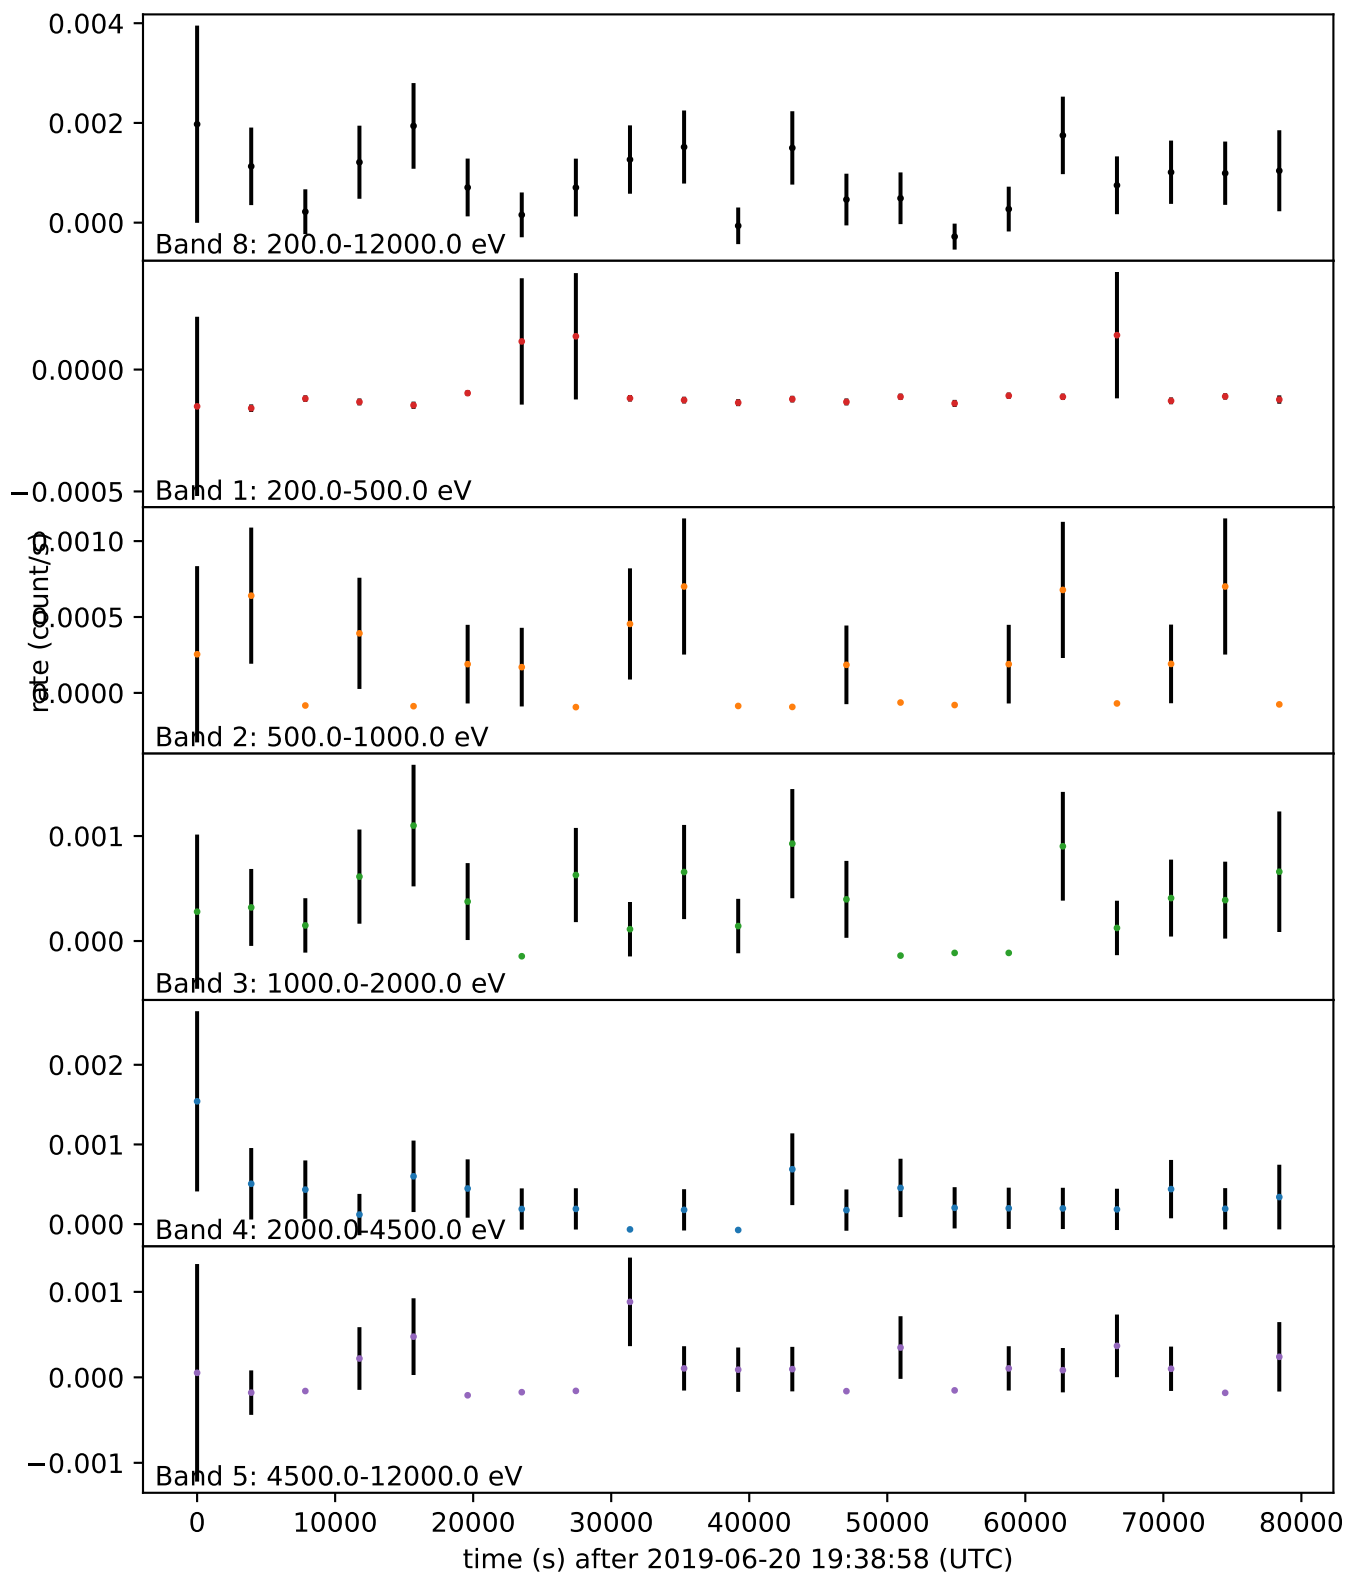 0.004
0.002
0.000
Band 8: 200.0-12000.0 eV
0.0000
−0.0005
Band 1: 200.0-500.0 eV
rate (count/s)
0.0010
0.0005
0.0000
Band 2: 500.0-1000.0 eV
0.001
0.000
Band 3: 1000.0-2000.0 eV
0.002
0.001
0.000
Band 4: 2000.0-4500.0 eV
0.001
0.000
−0.001
Band 5: 4500.0-12000.0 eV
0 10000 20000 30000 40000 50000 60000 70000 80000
time (s) after 2019-06-20 19:38:58 (UTC)